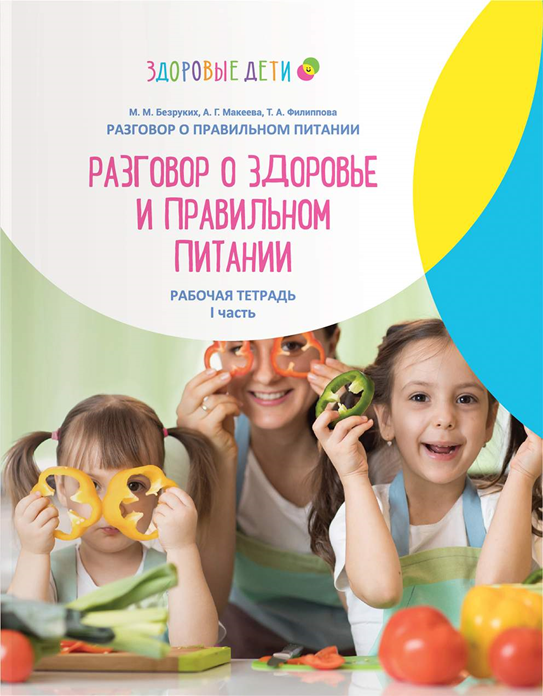 ЗДОРОВЫЕ ДЕТИ
М. М. Безруких, А. Г. Макеева, Т. А. Филиппова
РАЗГОВОР О ПРАВИЛЬНОМ ПИТАНИИ
РАЗГОВОР О ЗДОРОВЬЕ
И ПРАВИЛЬНОМ
ПИТАНИИ
РАБОЧАЯ ТЕТРАДЬ
I часть